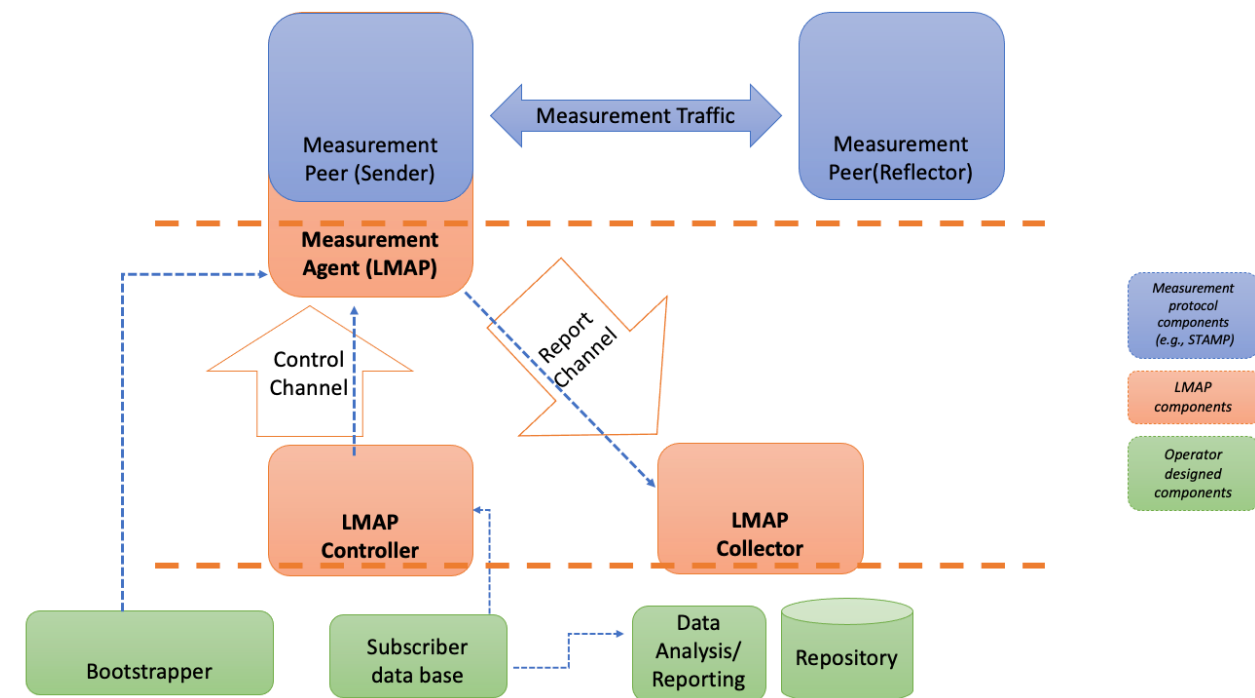 Measurement
Peer (Sender)
Measurement Traffic
Measurement
Peer(Reflector)
Measurement
Agent (LMAP)
Control
Channel
Report
Channel
LMAP
Controller
LMAP
Collector
Bootstrapper
Subscriber
data base
Data
Analysis/
Reporting
Repository
Measurement
protocol
components
(e.g., STAMP)
LMAP
components
Operator
designed
components